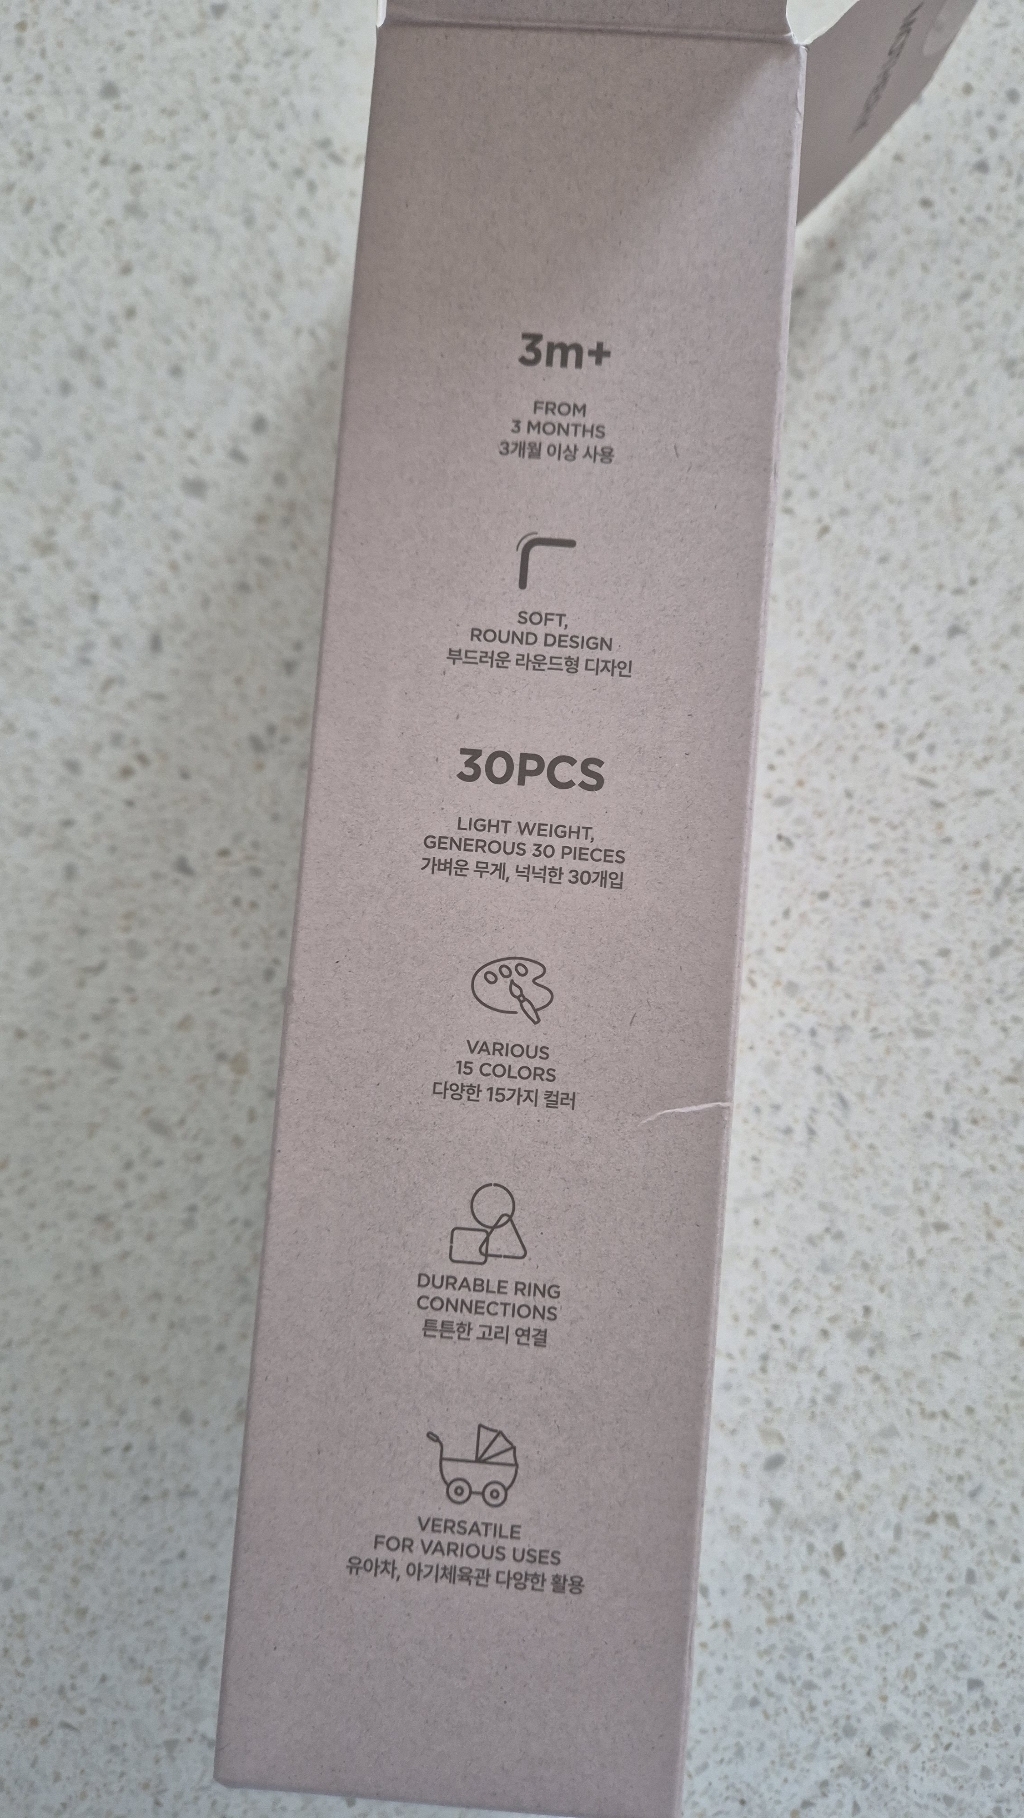 3m+
FROM
3 MONTHS
3개월 이상 사용
SOFT,
ROUND DESIGN
부드러운 라운드형 디자인
30PCS
LIGHT WEIGHT,
GENEROUS 30 PIECES
가벼운 무게, 넉넉한 30개입
VARIOUS
15 COLORS
다양한 15가지 컬러
DURABLE RING
CONNECTIONS
튼튼한 고리 연결
VERSATILE
FOR VARIOUS USES
유아차, 아기체육관 다양한 활용